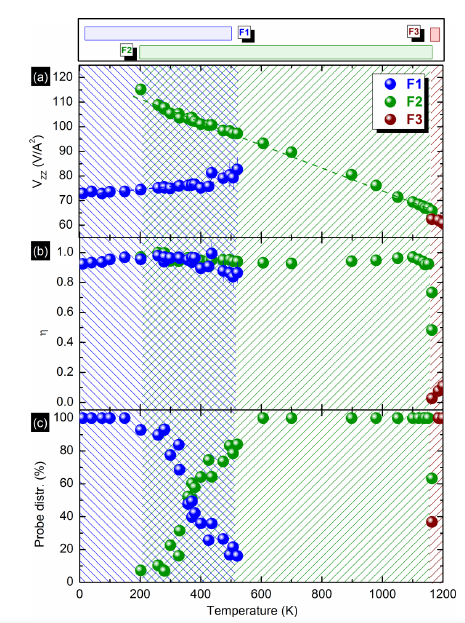 F1
F3
F2
(a)
120
110
100
90
80
70
60
V_ZZ (V/A²)
F1
F2
F3
(b)
1.0
0.8
0.6
0.4
0.2
0.0
η
(c)
100
80
60
40
20
0
Probe distr. (%)
0 200 400 600 800 1000 1200
Temperature (K)